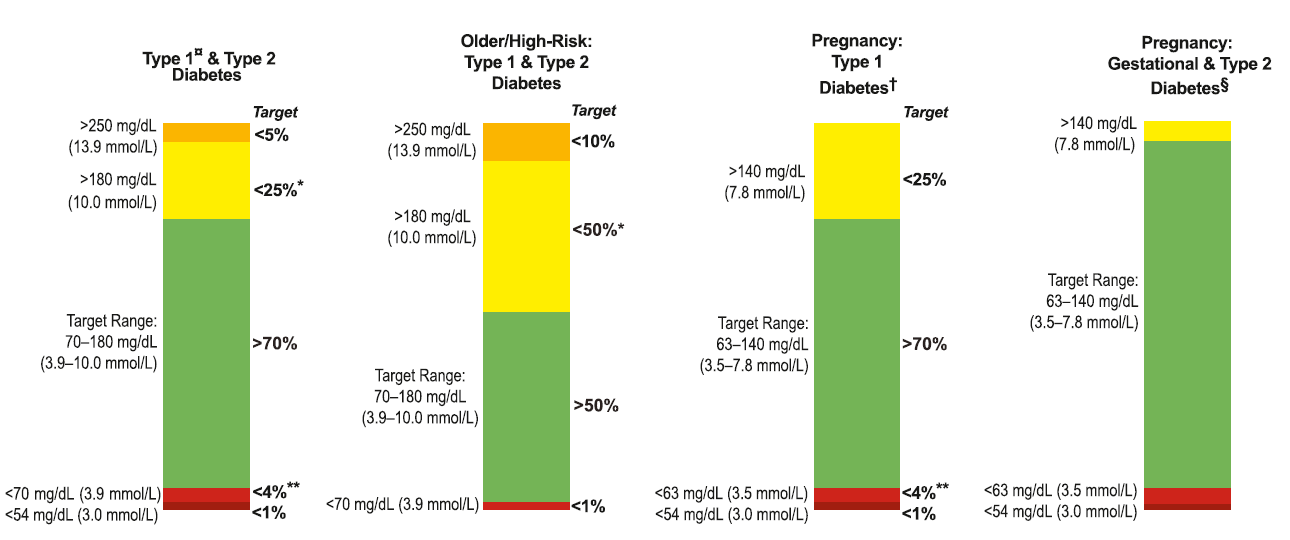 Type 1¤ & Type 2
Diabetes
Target
>250 mg/dL
(13.9 mmol/L)
<5%
>180 mg/dL
(10.0 mmol/L)
<25%*
Target Range:
70–180 mg/dL
(3.9–10.0 mmol/L)
>70%
<70 mg/dL (3.9 mmol/L)
<4%**
<54 mg/dL (3.0 mmol/L)
<1%
Older/High-Risk:
Type 1 & Type 2
Diabetes
Target
>250 mg/dL
(13.9 mmol/L)
<10%
>180 mg/dL
(10.0 mmol/L)
<50%*
Target Range:
70–180 mg/dL
(3.9–10.0 mmol/L)
>50%
<70 mg/dL (3.9 mmol/L)
<1%
Pregnancy:
Type 1
Diabetes†
Target
>140 mg/dL
(7.8 mmol/L)
<25%
Target Range:
63–140 mg/dL
(3.5–7.8 mmol/L)
>70%
<63 mg/dL (3.5 mmol/L)
<4%**
<54 mg/dL (3.0 mmol/L)
<1%
Pregnancy:
Gestational & Type 2
Diabetes§
>140 mg/dL
(7.8 mmol/L)
Target Range:
63–140 mg/dL
(3.5–7.8 mmol/L)
<63 mg/dL (3.5 mmol/L)
<54 mg/dL (3.0 mmol/L)